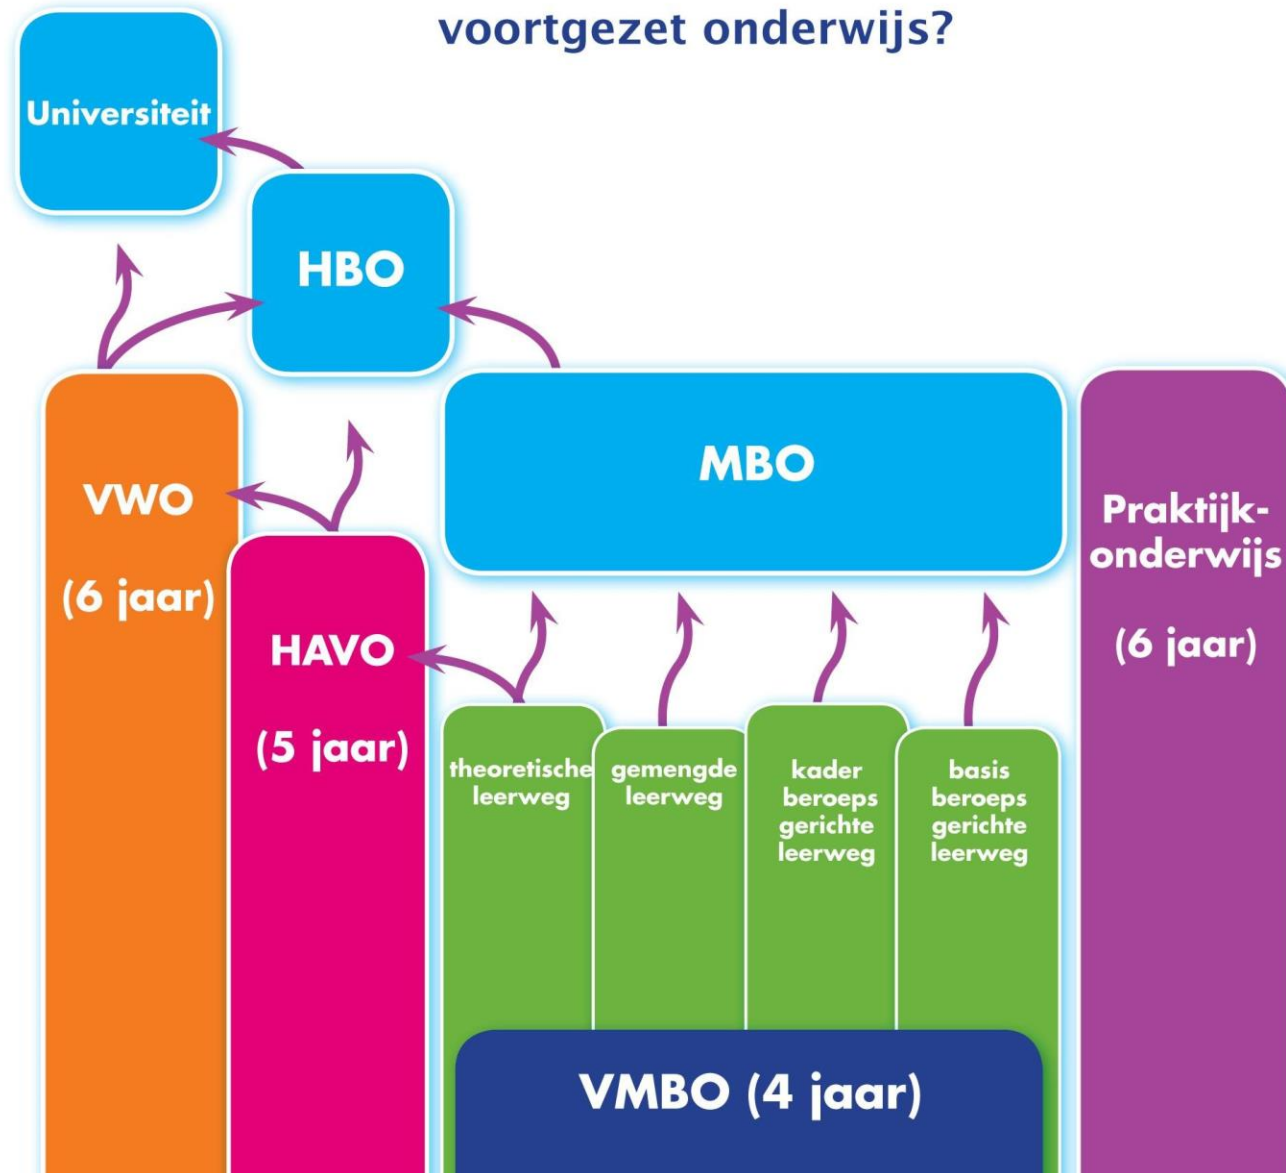 voortgezet onderwijs?
Universiteit
HBO
MBO
VWO
(6 jaar)
HAVO
(5 jaar)
Praktijk-
onderwijs
(6 jaar)
theoretische
leerweg
gemengde
leerweg
kader
beroeps
gerichte
leerweg
basis
beroeps
gerichte
leerweg
VMBO (4 jaar)